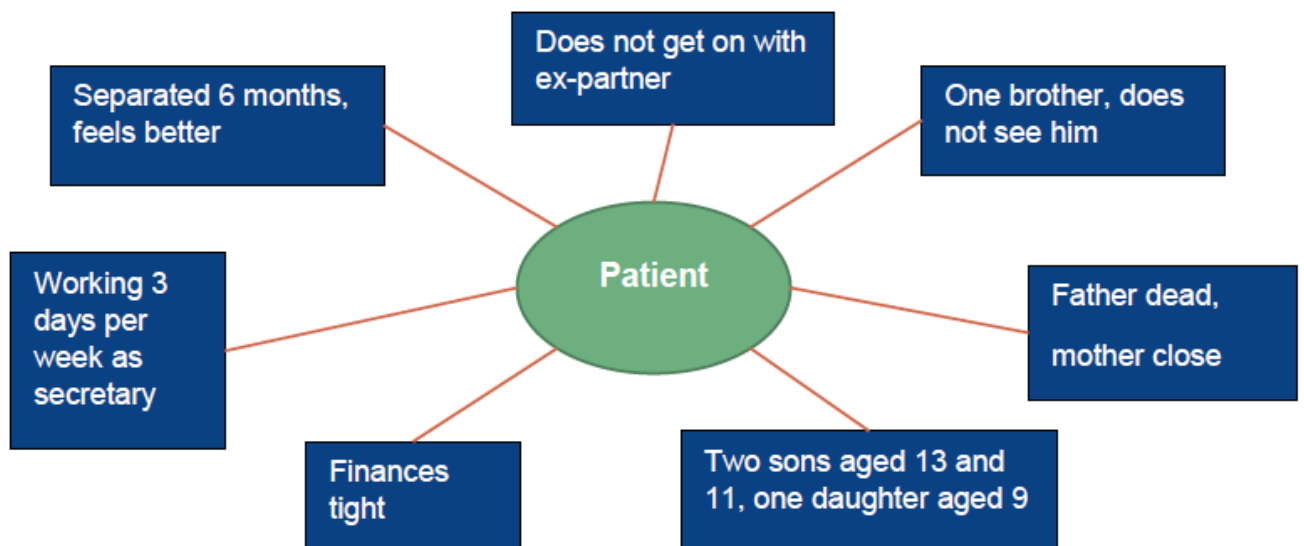 Does not get on with
ex-partner
Separated 6 months,
feels better
One brother, does
not see him
Patient
Working 3
days per
week as
secretary
Father dead,
mother close
Finances
tight
Two sons aged 13 and
11, one daughter aged 9